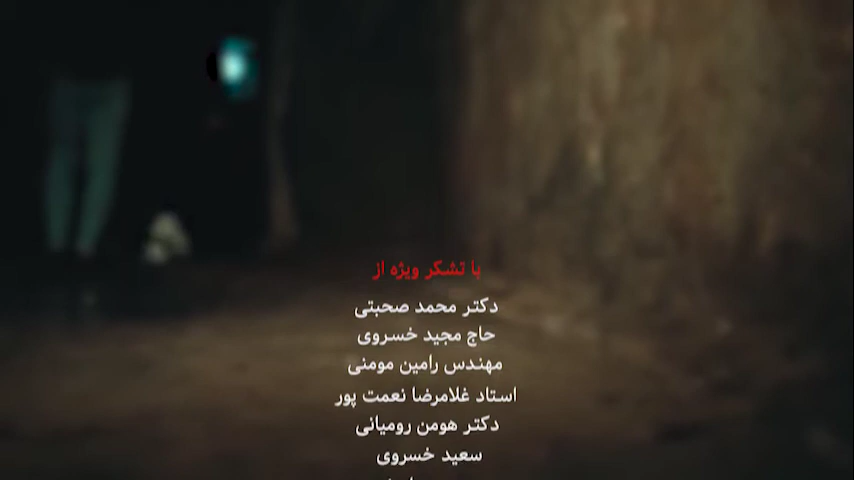 با تشکر ویژه از
دکتر محمد صحبتی
حاج مجید خسروی
مهندس رامین مومنی
استاد غلامرضا نعمت پور
دکتر هومن رومیانی
سعید خسروی